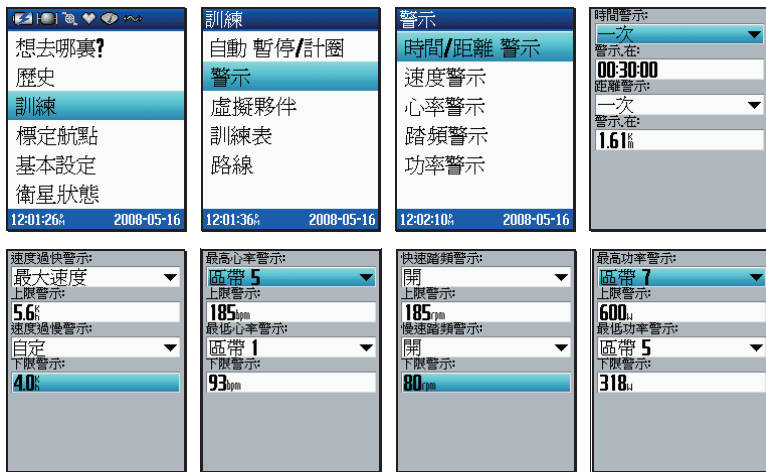 想去哪裏?
歷史
訓練
標定航點
基本設定
衛星狀態
12:01:26 2008-05-16
訓練
自動 暫停/計圈
警示
虛擬夥伴
訓練表
路線
12:01:36 2008-05-16
警示
時間/距離 警示
速度警示
心率警示
踏頻警示
功率警示
12:02:10 2008-05-16
時間警示:
一次
警示在:
00:30:00
距離警示:
一次
警示在:
1.61
速度過快警示:
最大速度
上限警示:
5.6
速度過慢警示:
自定
下限警示:
4.0
最高心率警示:
區帶 5
上限警示:
185bpm
最低心率警示:
區帶 1
下限警示:
93bpm
快速踏頻警示:
開
上限警示:
185rpm
慢速踏頻警示:
開
下限警示:
80rpm
最高功率警示:
區帶 7
上限警示:
600w
最低功率警示:
區帶 5
下限警示:
318w